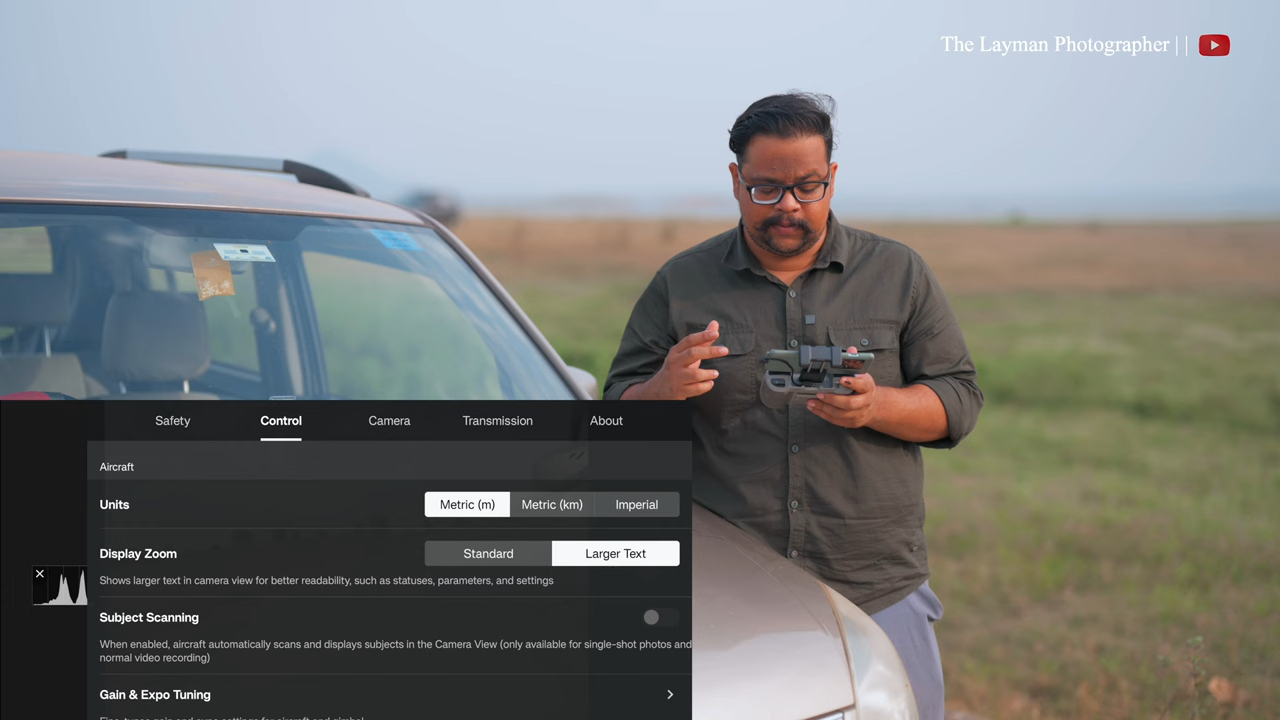 The Layman Photographer ||
Safety Control Camera Transmission About
Aircraft
Units Metric (m) Metric (km) Imperial
Display Zoom Standard Larger Text
Shows larger text in camera view for better readability, such as statuses, parameters, and settings
Subject Scanning
When enabled, aircraft automatically scans and displays subjects in the Camera View (only available for single-shot photos and
normal video recording)
Gain & Expo Tuning